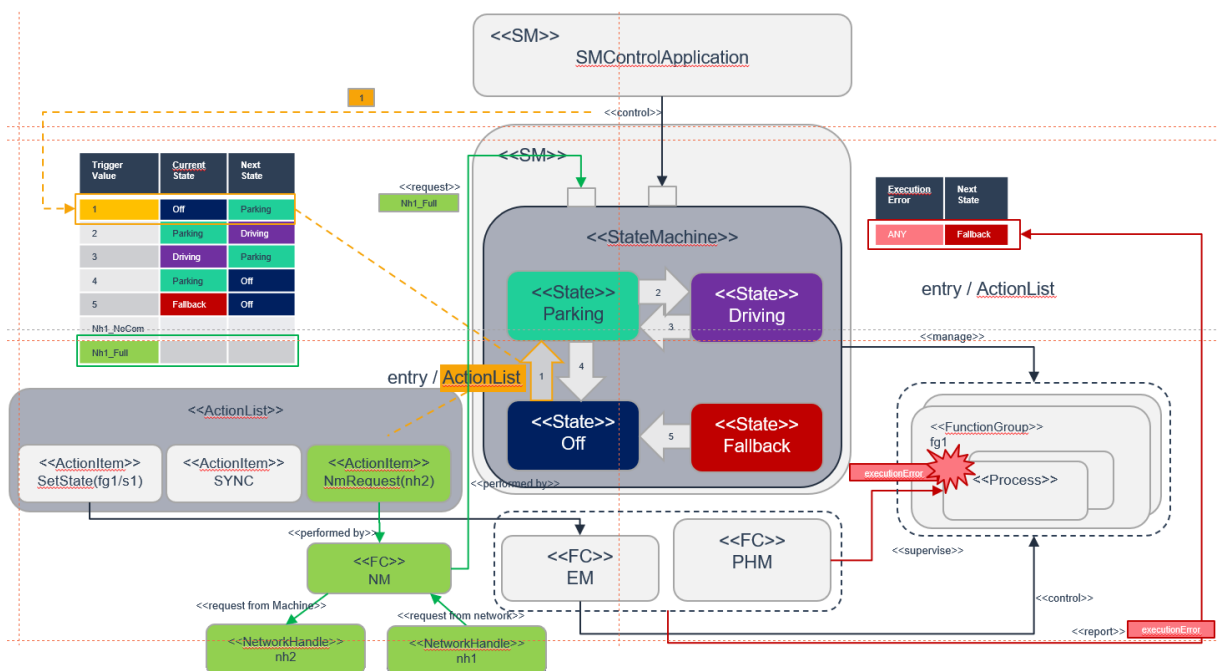 <<SM>>
SMControlApplication
1
<<control>>
<<SM>>
Trigger Value
Current State
Next State
1
Off
Parking
2
Parking
Driving
3
Driving
Parking
4
Parking
Off
5
Fallback
Off
Nh1_NoCom
Nh1_Full
<<request>>
Nh1_Full
Execution Error
Next State
ANY
Fallback
<<StateMachine>>
<<State>>
Parking
2
3
<<State>>
Driving
entry / ActionList
<<manage>>
1
4
entry / ActionList
<<ActionList>>
<<State>>
Off
5
<<State>>
Fallback
<<FunctionGroup>>
fg1
executionError
<<Process>>
<<ActionItem>>
SetState(fg1/s1)
<<ActionItem>>
SYNC
<<ActionItem>>
NmRequest(nh2)
<<performed by>>
<<performed by>>
<<FC>>
EM
<<FC>>
PHM
<<supervise>>
<<FC>>
NM
<<control>>
<<request from Machine>>
<<request from network>>
<<report>>
executionError
<<NetworkHandle>>
nh2
<<NetworkHandle>>
nh1